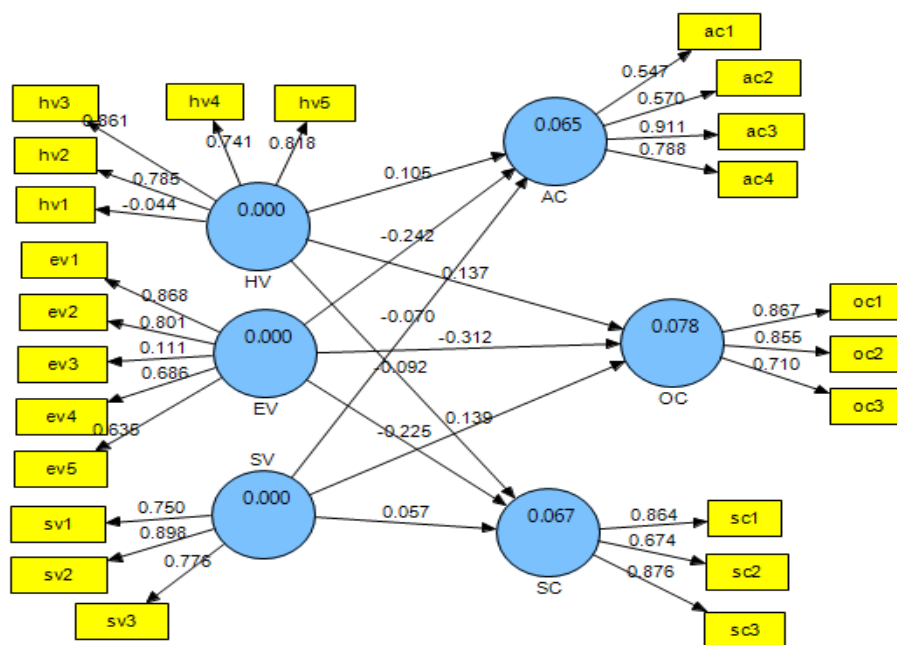 ac1
0.547
ac2
hv4
hv5
hv3
0.861
0.570
0.065
ac3
0.911
0.741
0.818
hv2
0.788
ac4
0.785
0.105
AC
hv1
-0.044
0.000
-0.242
ev1
0.137
HV
0.868
oc1
ev2
0.867
0.801
-0.070
0.078
0.000
-0.312
0.855
oc2
ev3
0.111
0.710
-0.092
0.686
OC
oc3
ev4
EV
0.139
0.635
-0.225
ev5
SV
0.000
0.750
0.864
sc1
sv1
0.057
0.067
0.898
0.674
sv2
sc2
0.776
0.876
SC
sv3
sc3